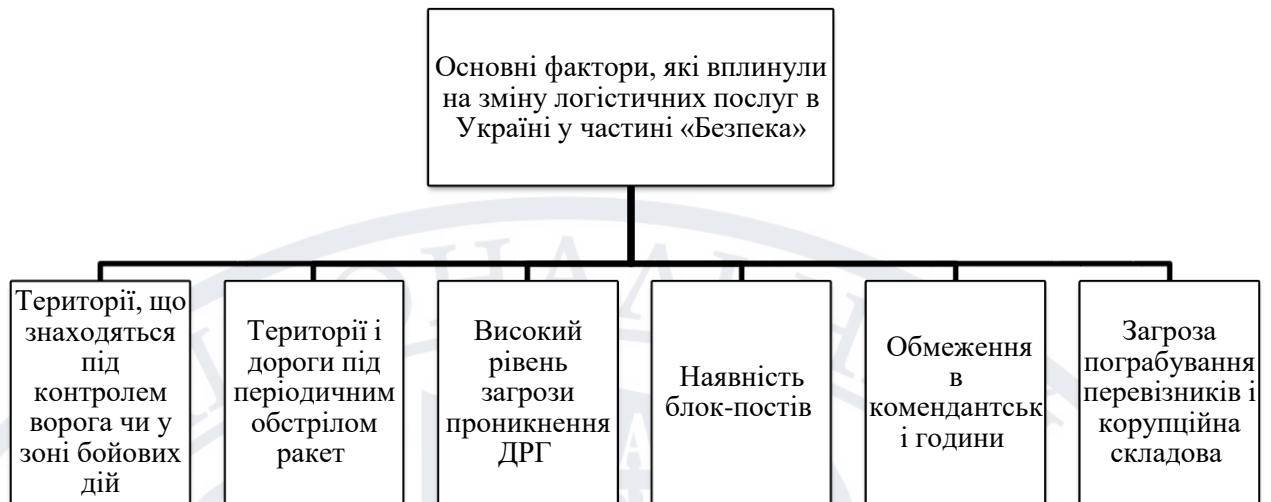 Основні фактори, які вплинули
на зміну логістичних послуг в
Україні у частині «Безпека»
Території, що
знаходяться
під
контролем
ворога чи у
зоні бойових
дій
Території і
дороги під
періодичним
обстрілом
ракет
Високий
рівень
загрози
проникнення
ДРГ
Наявність
блок-постів
Обмеження
в
комендантськ
і години
Загроза
пограбування
перевізників і
корупційна
складова